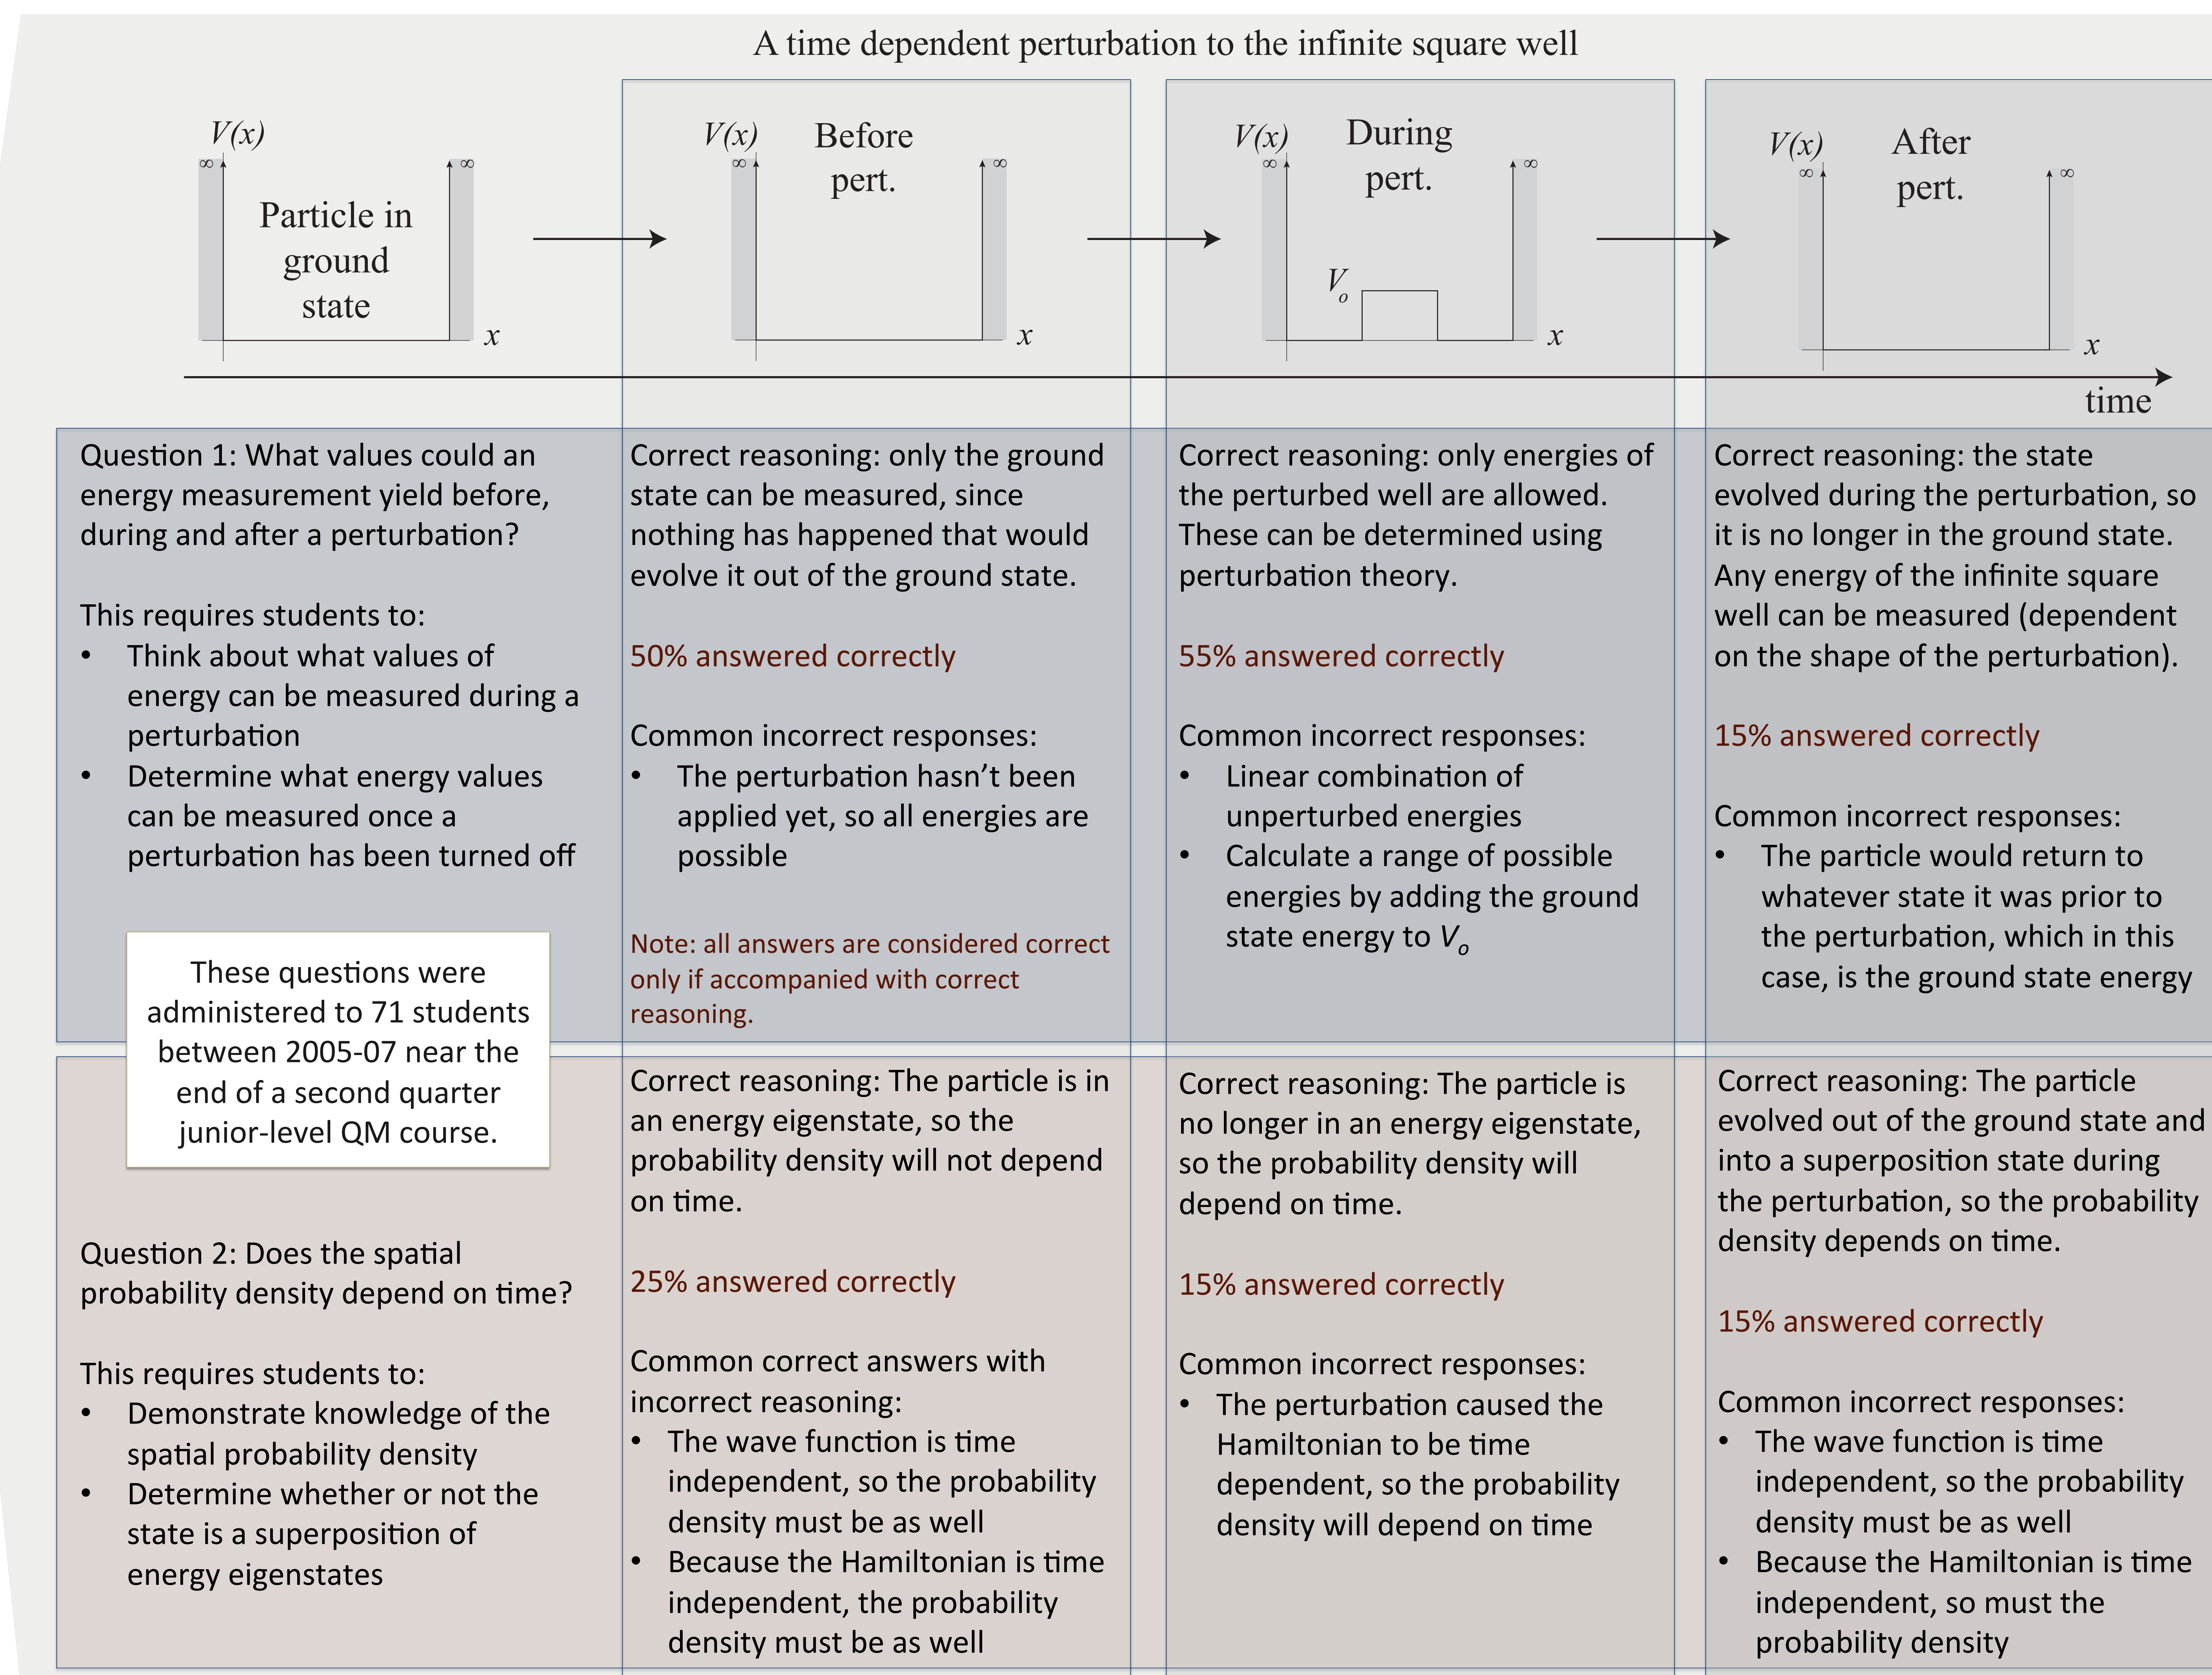 A time dependent perturbation to the infinite square well
V(x)
∞
∞
Particle in
ground
state
x
V(x)
∞
∞
Before
pert.
x
V(x)
∞
∞
During
pert.
Vo
x
V(x)
∞
∞
After
pert.
x
time
Question 1: What values could an
energy measurement yield before,
during and after a perturbation?
This requires students to:
• Think about what values of
energy can be measured during a
perturbation
• Determine what energy values
can be measured once a
perturbation has been turned off
Correct reasoning: only the ground
state can be measured, since
nothing has happened that would
evolve it out of the ground state.
50% answered correctly
Common incorrect responses:
• The perturbation hasn’t been
applied yet, so all energies are
possible
Note: all answers are considered correct
only if accompanied with correct
reasoning.
Correct reasoning: only energies of
the perturbed well are allowed.
These can be determined using
perturbation theory.
55% answered correctly
Common incorrect responses:
• Linear combination of
unperturbed energies
• Calculate a range of possible
energies by adding the ground
state energy to Vo
Correct reasoning: the state
evolved during the perturbation, so
it is no longer in the ground state.
Any energy of the infinite square
well can be measured (dependent
on the shape of the perturbation).
15% answered correctly
Common incorrect responses:
• The particle would return to
whatever state it was prior to
the perturbation, which in this
case, is the ground state energy
These questions were
administered to 71 students
between 2005-07 near the
end of a second quarter
junior-level QM course.
Question 2: Does the spatial
probability density depend on time?
This requires students to:
• Demonstrate knowledge of the
spatial probability density
• Determine whether or not the
state is a superposition of
energy eigenstates
Correct reasoning: The particle is in
an energy eigenstate, so the
probability density will not depend
on time.
25% answered correctly
Common correct answers with
incorrect reasoning:
• The wave function is time
independent, so the probability
density must be as well
• Because the Hamiltonian is time
independent, the probability
density must be as well
Correct reasoning: The particle is
no longer in an energy eigenstate,
so the probability density will
depend on time.
15% answered correctly
Common incorrect responses:
• The perturbation caused the
Hamiltonian to be time
dependent, so the probability
density will depend on time
Correct reasoning: The particle
evolved out of the ground state and
into a superposition state during
the perturbation, so the probability
density depends on time.
15% answered correctly
Common incorrect responses:
• The wave function is time
independent, so the probability
density must be as well
• Because the Hamiltonian is time
independent, so must the
probability density